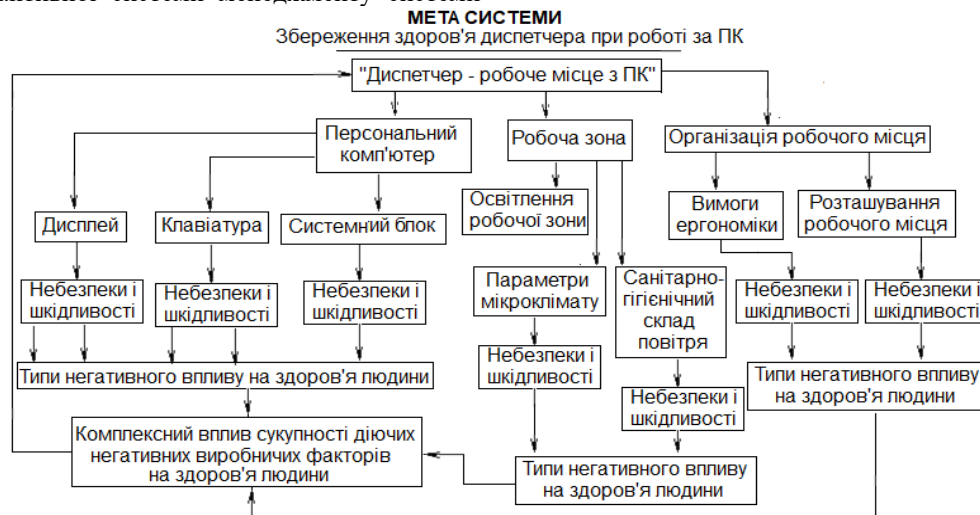 системи менеджменту системи
МЕТА СИСТЕМИ
Збереження здоров'я диспетчера при роботі за ПК
"Диспетчер - робоче місце з ПК"
Персональний
комп'ютер
Робоча зона
Організація робочого місця
Освітлення
робочої зони
Вимоги
ергономіки
Розташування
робочого місця
Дисплей
Клавіатура
Системний блок
Параметри
мікроклімату
Санітарно-
гігієнічний
склад
повітря
Небезпеки і
шкідливості
Небезпеки і
шкідливості
Небезпеки і
шкідливості
Небезпеки і
шкідливості
Небезпеки і
шкідливості
Небезпеки і
шкідливості
Небезпеки і
шкідливості
Типи негативного впливу на здоров'я людини
Типи негативного впливу
на здоров'я людини
Комплексний вплив сукупності діючих
негативних виробничих факторів
на здоров'я людини
Типи негативного впливу
на здоров'я людини